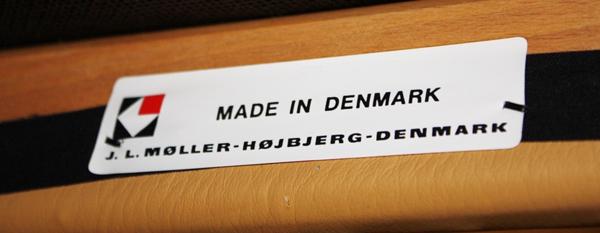 MADE IN DENMARK
J. L. MØLLER-HØJBJERG-DENMARK